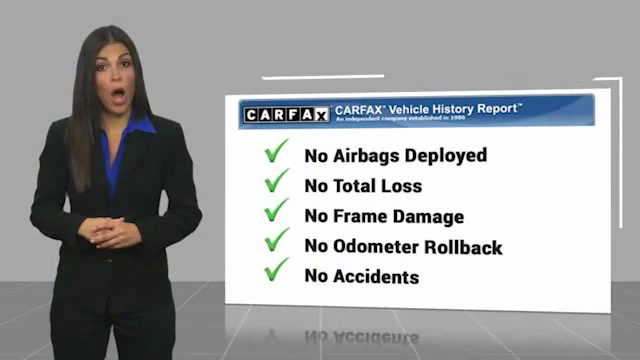 CARFAX CARFAX® Vehicle History Report™
An independent company established in 1986
✓ No Airbags Deployed
✓ No Total Loss
✓ No Frame Damage
✓ No Odometer Rollback
✓ No Accidents